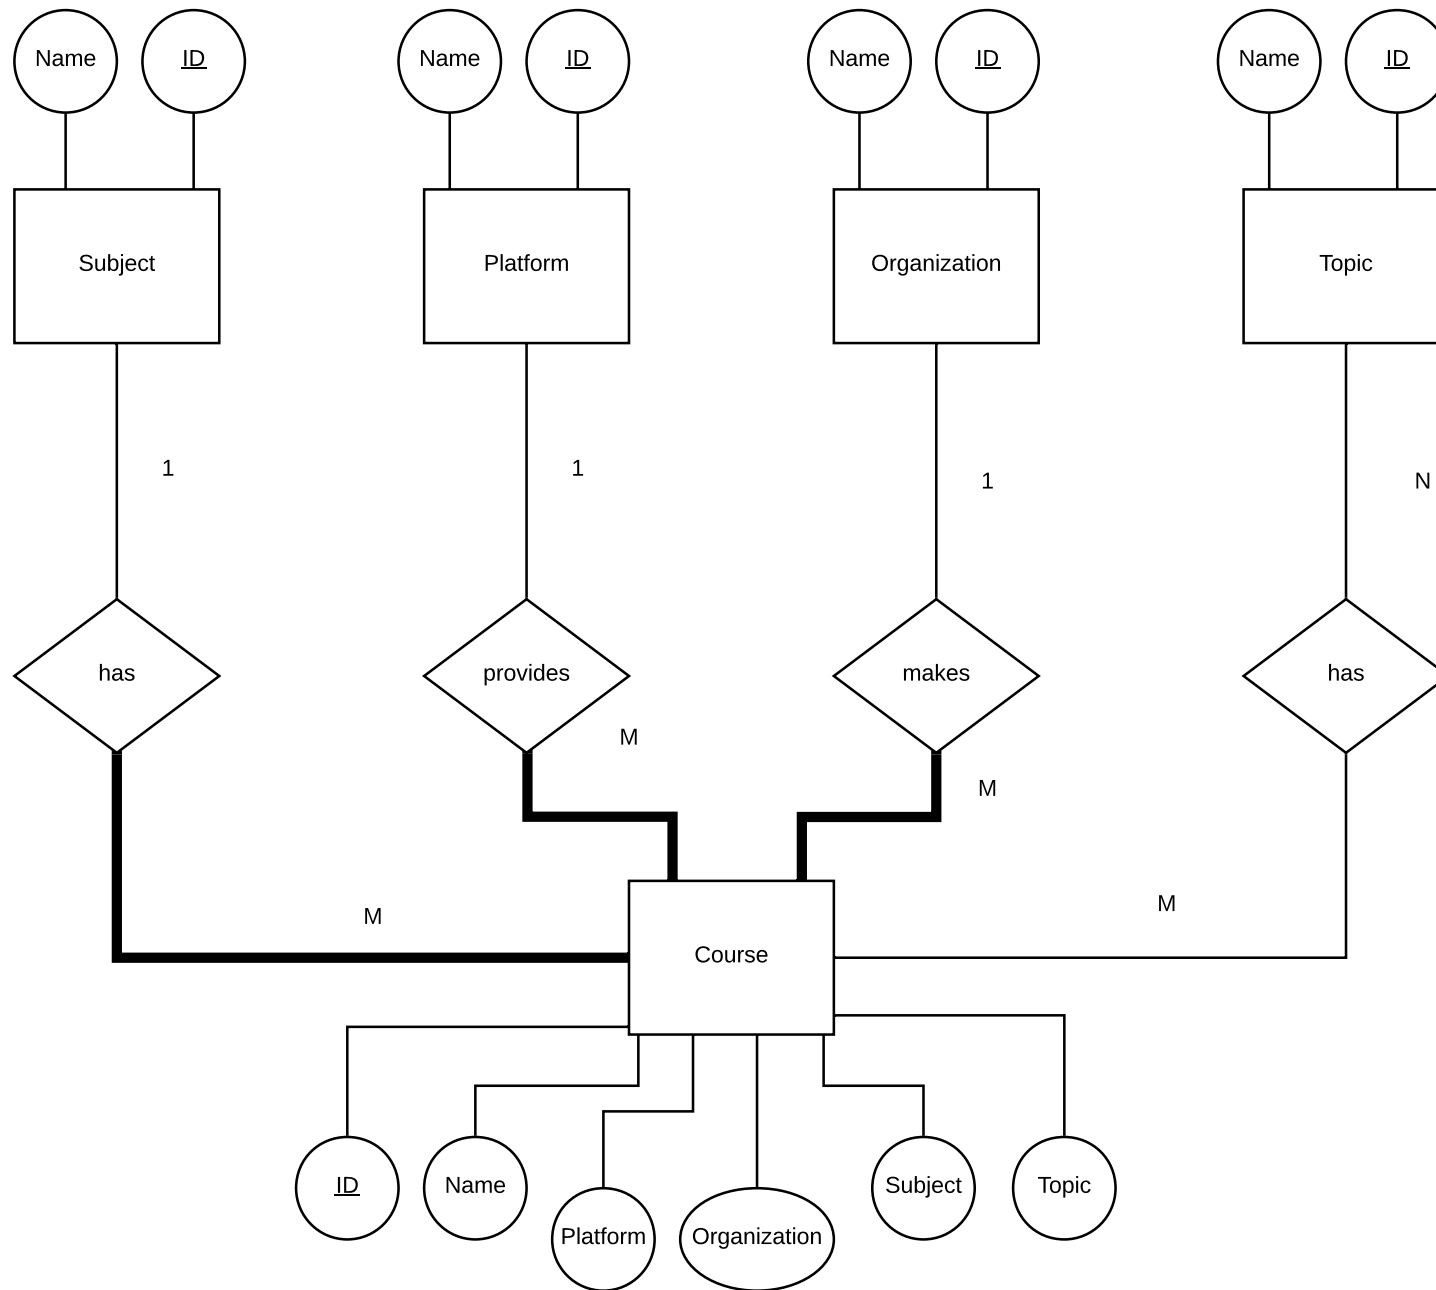 Name
ID
Name
ID
Name
ID
Name
ID
Subject
Platform
Organization
Topic
1
1
1
N
has
provides
makes
has
M
M
M
M
Course
ID
Name
Subject
Topic
Platform
Organization